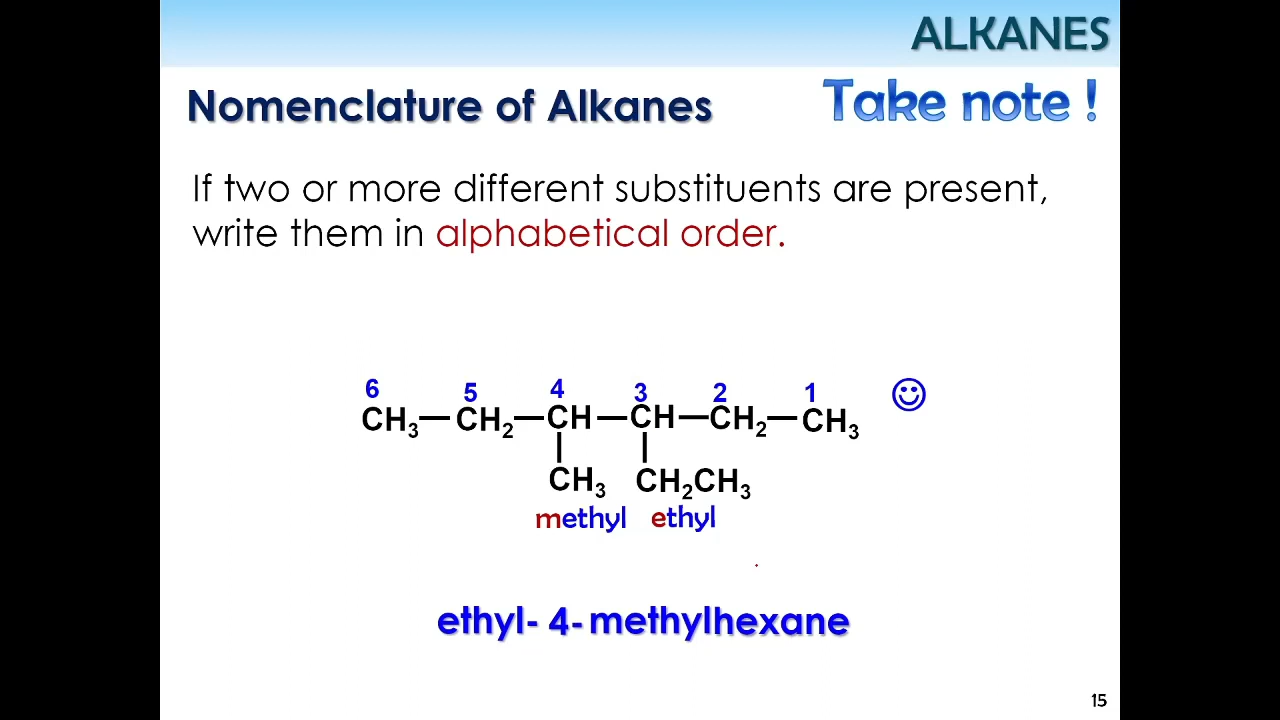 ALKANES
Nomenclature of Alkanes
Take note !
If two or more different substituents are present,
write them in alphabetical order.
6 5 4 3 2 1
CH₃—CH₂—CH—CH—CH₂—CH₃
CH₃ CH₂CH₃
methyl ethyl
ethyl- 4- methylhexane
15